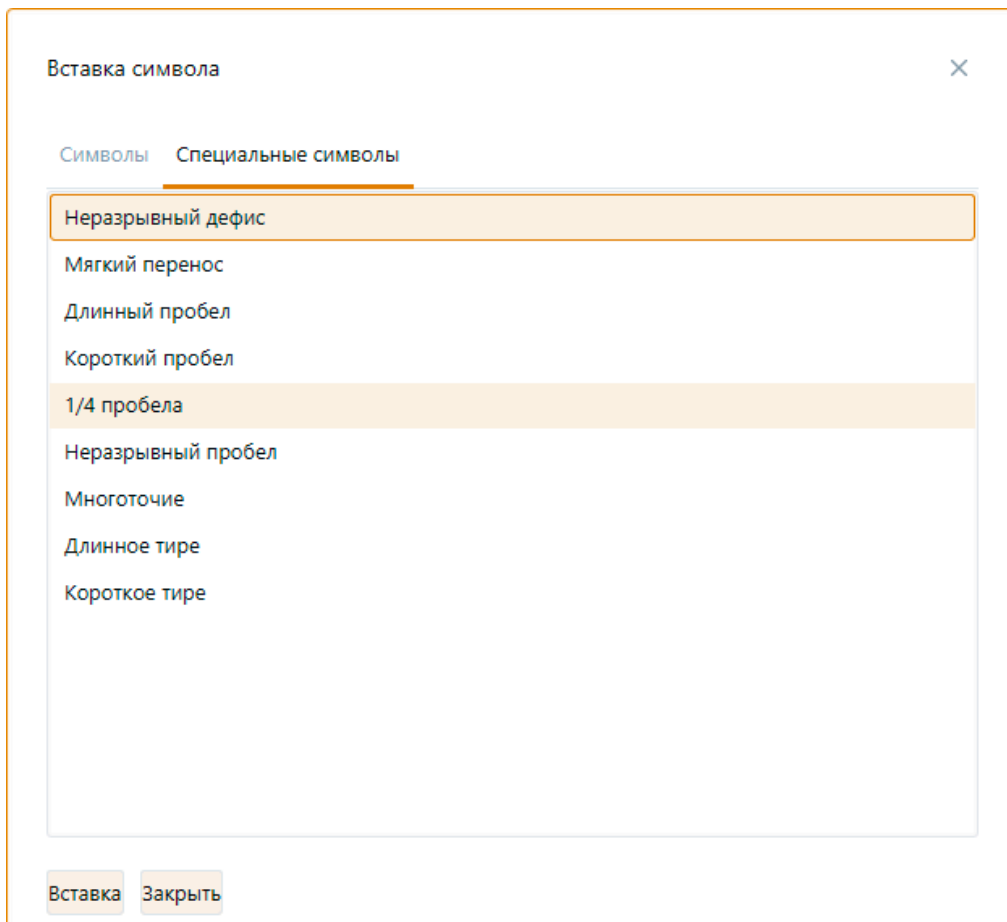 Вставка символа
Символы Специальные символы
Неразрывный дефис
Мягкий перенос
Длинный пробел
Короткий пробел
1/4 пробела
Неразрывный пробел
Многоточие
Длинное тире
Короткое тире
Вставка Закрыть